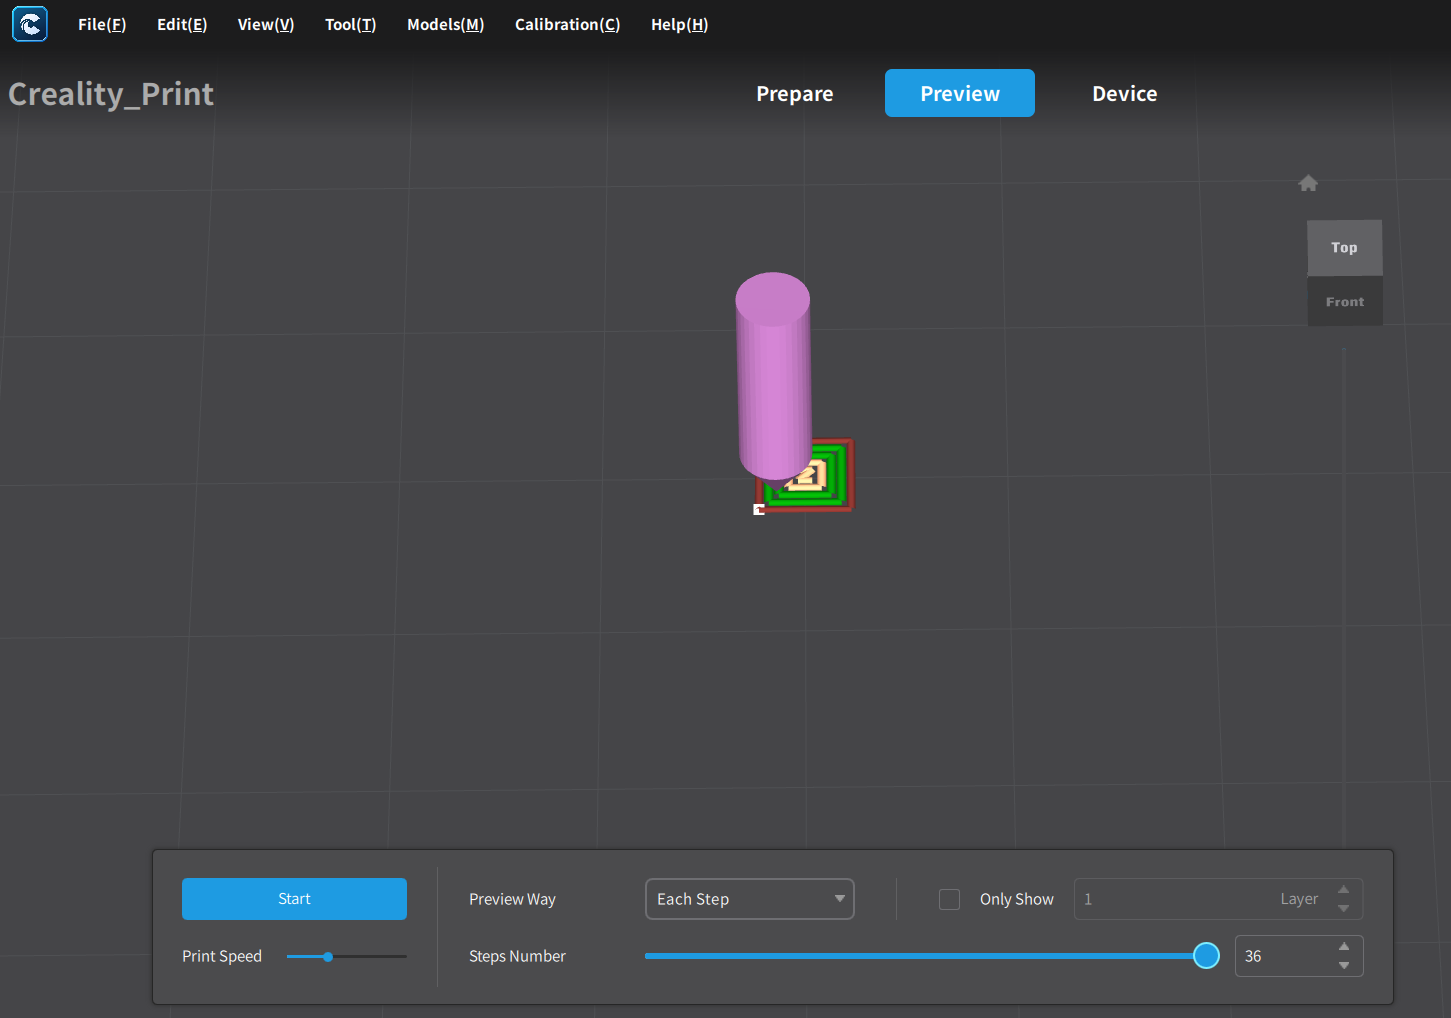 File(F) Edit(E) View(V) Tool(T) Models(M) Calibration(C) Help(H)
Creality_Print
Prepare Preview Device
Top
Front
Start Preview Way Each Step Only Show 1 Layer
Print Speed Steps Number 36